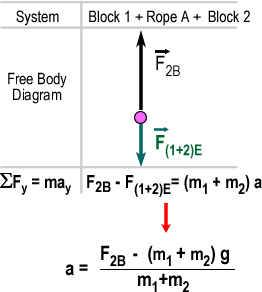 System Block 1 + Rope A + Block 2
Free Body
Diagram
F⃗2B
F⃗(1+2)E
ΣFy = may F2B - F(1+2)E = (m1 + m2) a
a = F2B - (m1 + m2) g
m1+m2